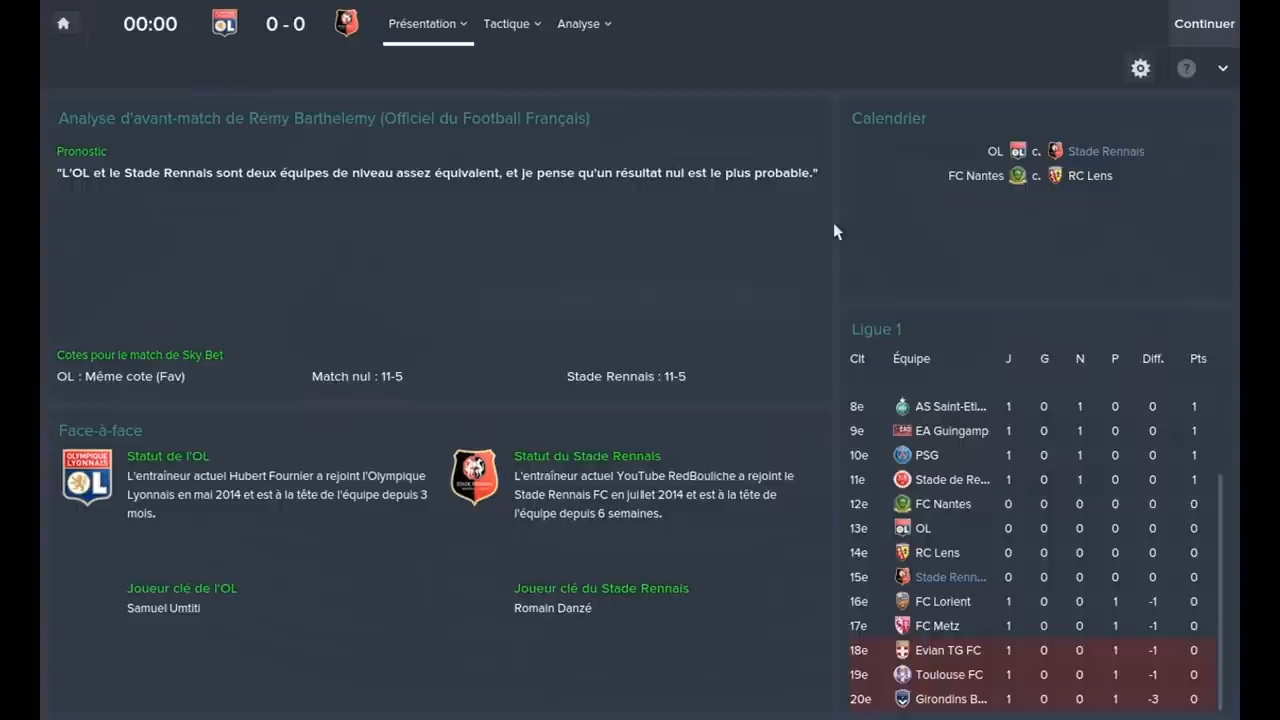 00:00 0 - 0 Présentation Tactique Analyse Continuer
?
Analyse d'avant-match de Rémy Barthelemy (Officiel du Football Français)
Pronostic
"L'OL et le Stade Rennais sont deux équipes de niveau assez équivalent, et je pense qu'un résultat nul est le plus probable."
Cotes pour le match de Sky Bet
OL : Même cote (Fav) Match nul : 11-5 Stade Rennais : 11-5
Face-à-face
OLYMPIQUE
LYONNAIS
OL
Statut de l'OL
L'entraîneur actuel Hubert Fournier a rejoint l'Olympique
Lyonnais en mai 2014 et est à la tête de l'équipe depuis 3
mois.
Joueur clé de l'OL
Samuel Umtiti
Statut du Stade Rennais
L'entraîneur actuel YouTube RedBouliche a rejoint le
Stade Rennais FC en juillet 2014 et est à la tête de
l'équipe depuis 6 semaines.
Joueur clé du Stade Rennais
Romain Danzé
Calendrier
OL c. Stade Rennais
FC Nantes c. RC Lens
Ligue 1
Clt Équipe J G N P Diff. Pts
8e AS Saint-Eti... 1 0 1 0 0 1
9e EA Guingamp 1 0 1 0 0 1
10e PSG 1 0 1 0 0 1
11e Stade de Re... 1 0 1 0 0 1
12e FC Nantes 0 0 0 0 0 0
13e OL 0 0 0 0 0 0
14e RC Lens 0 0 0 0 0 0
15e Stade Renn... 0 0 0 0 0 0
16e FC Lorient 1 0 0 1 -1 0
17e FC Metz 1 0 0 1 -1 0
18e Evian TG FC 1 0 0 1 -1 0
19e Toulouse FC 1 0 0 1 -1 0
20e Girondins B... 1 0 0 1 -3 0